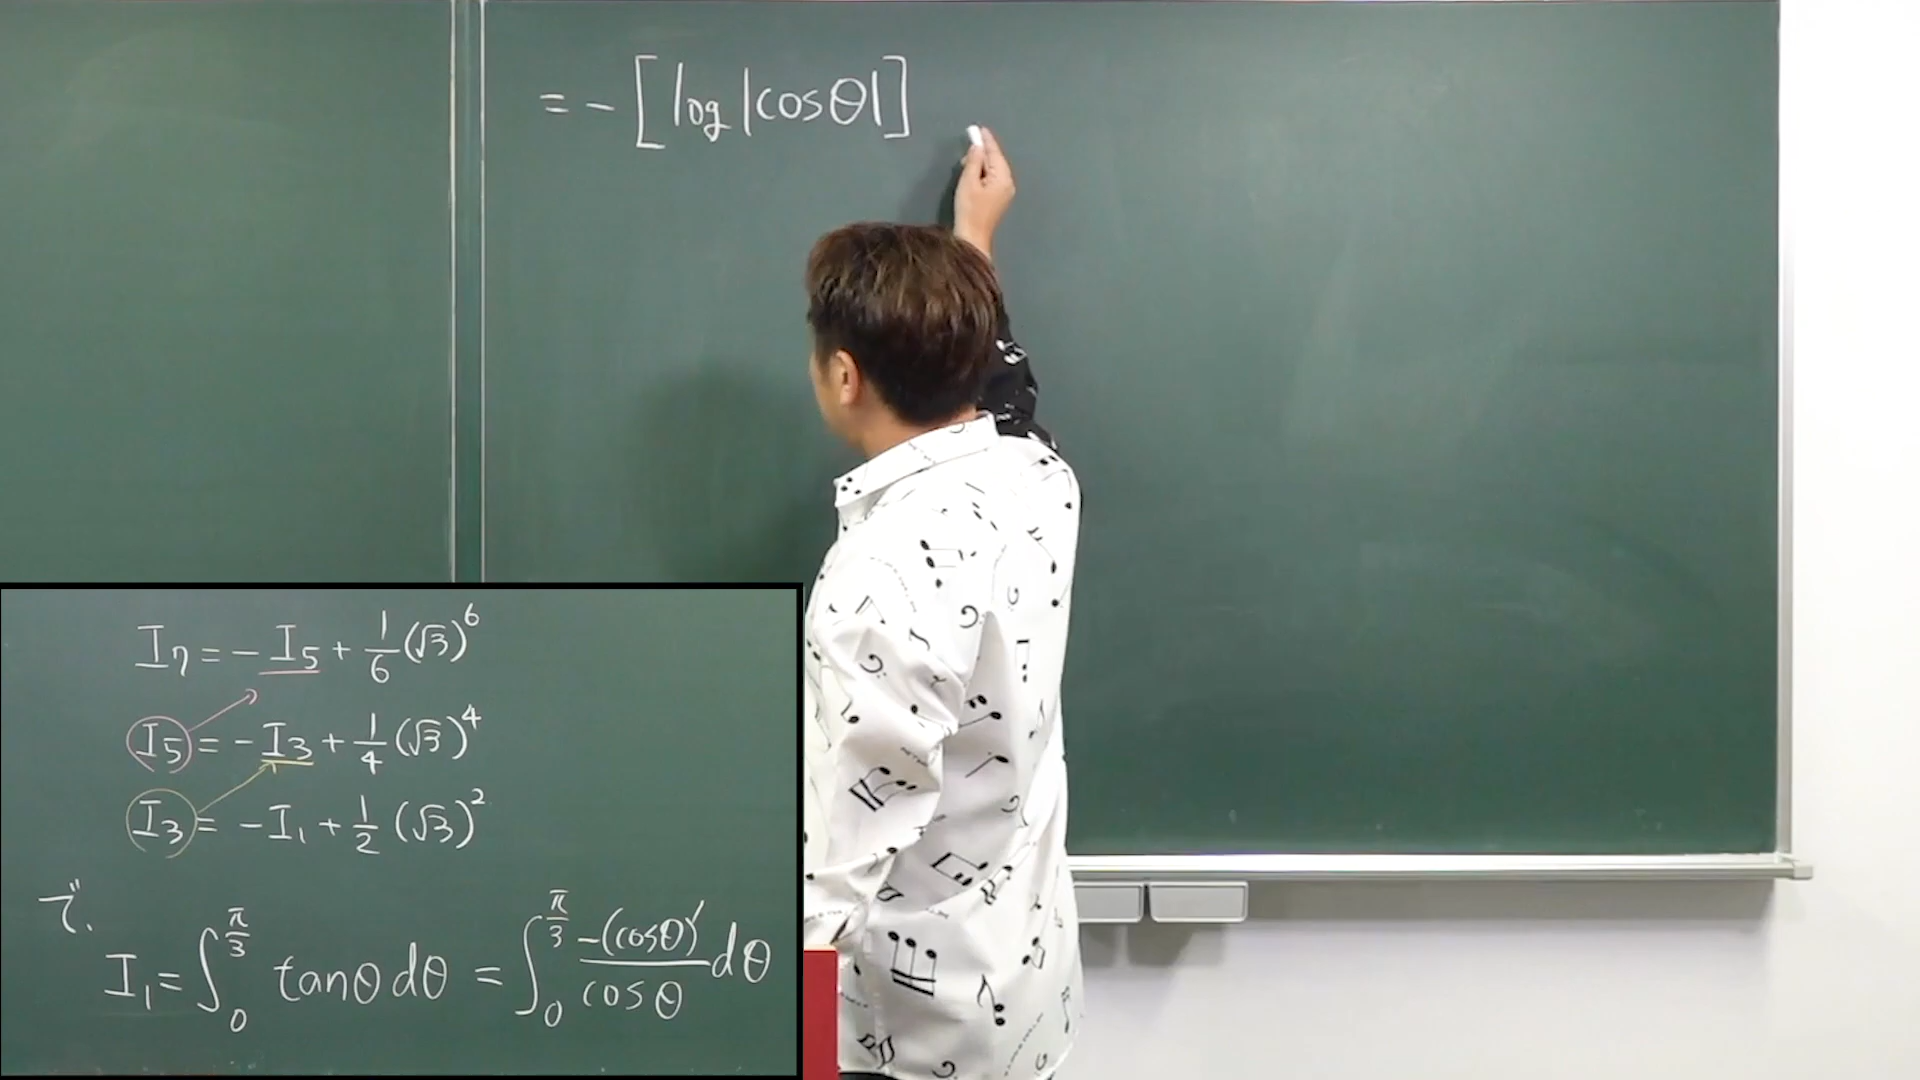 = - [log|cosθ|]
I₇ = - I₅ + 1/6 (√3)⁶
I₅ = - I₃ + 1/4 (√3)⁴
I₃ = - I₁ + 1/2 (√3)²
で.
I₁ = ∫₀^{π/3} tanθ dθ = ∫₀^{π/3} -(cosθ)′/cosθ dθ